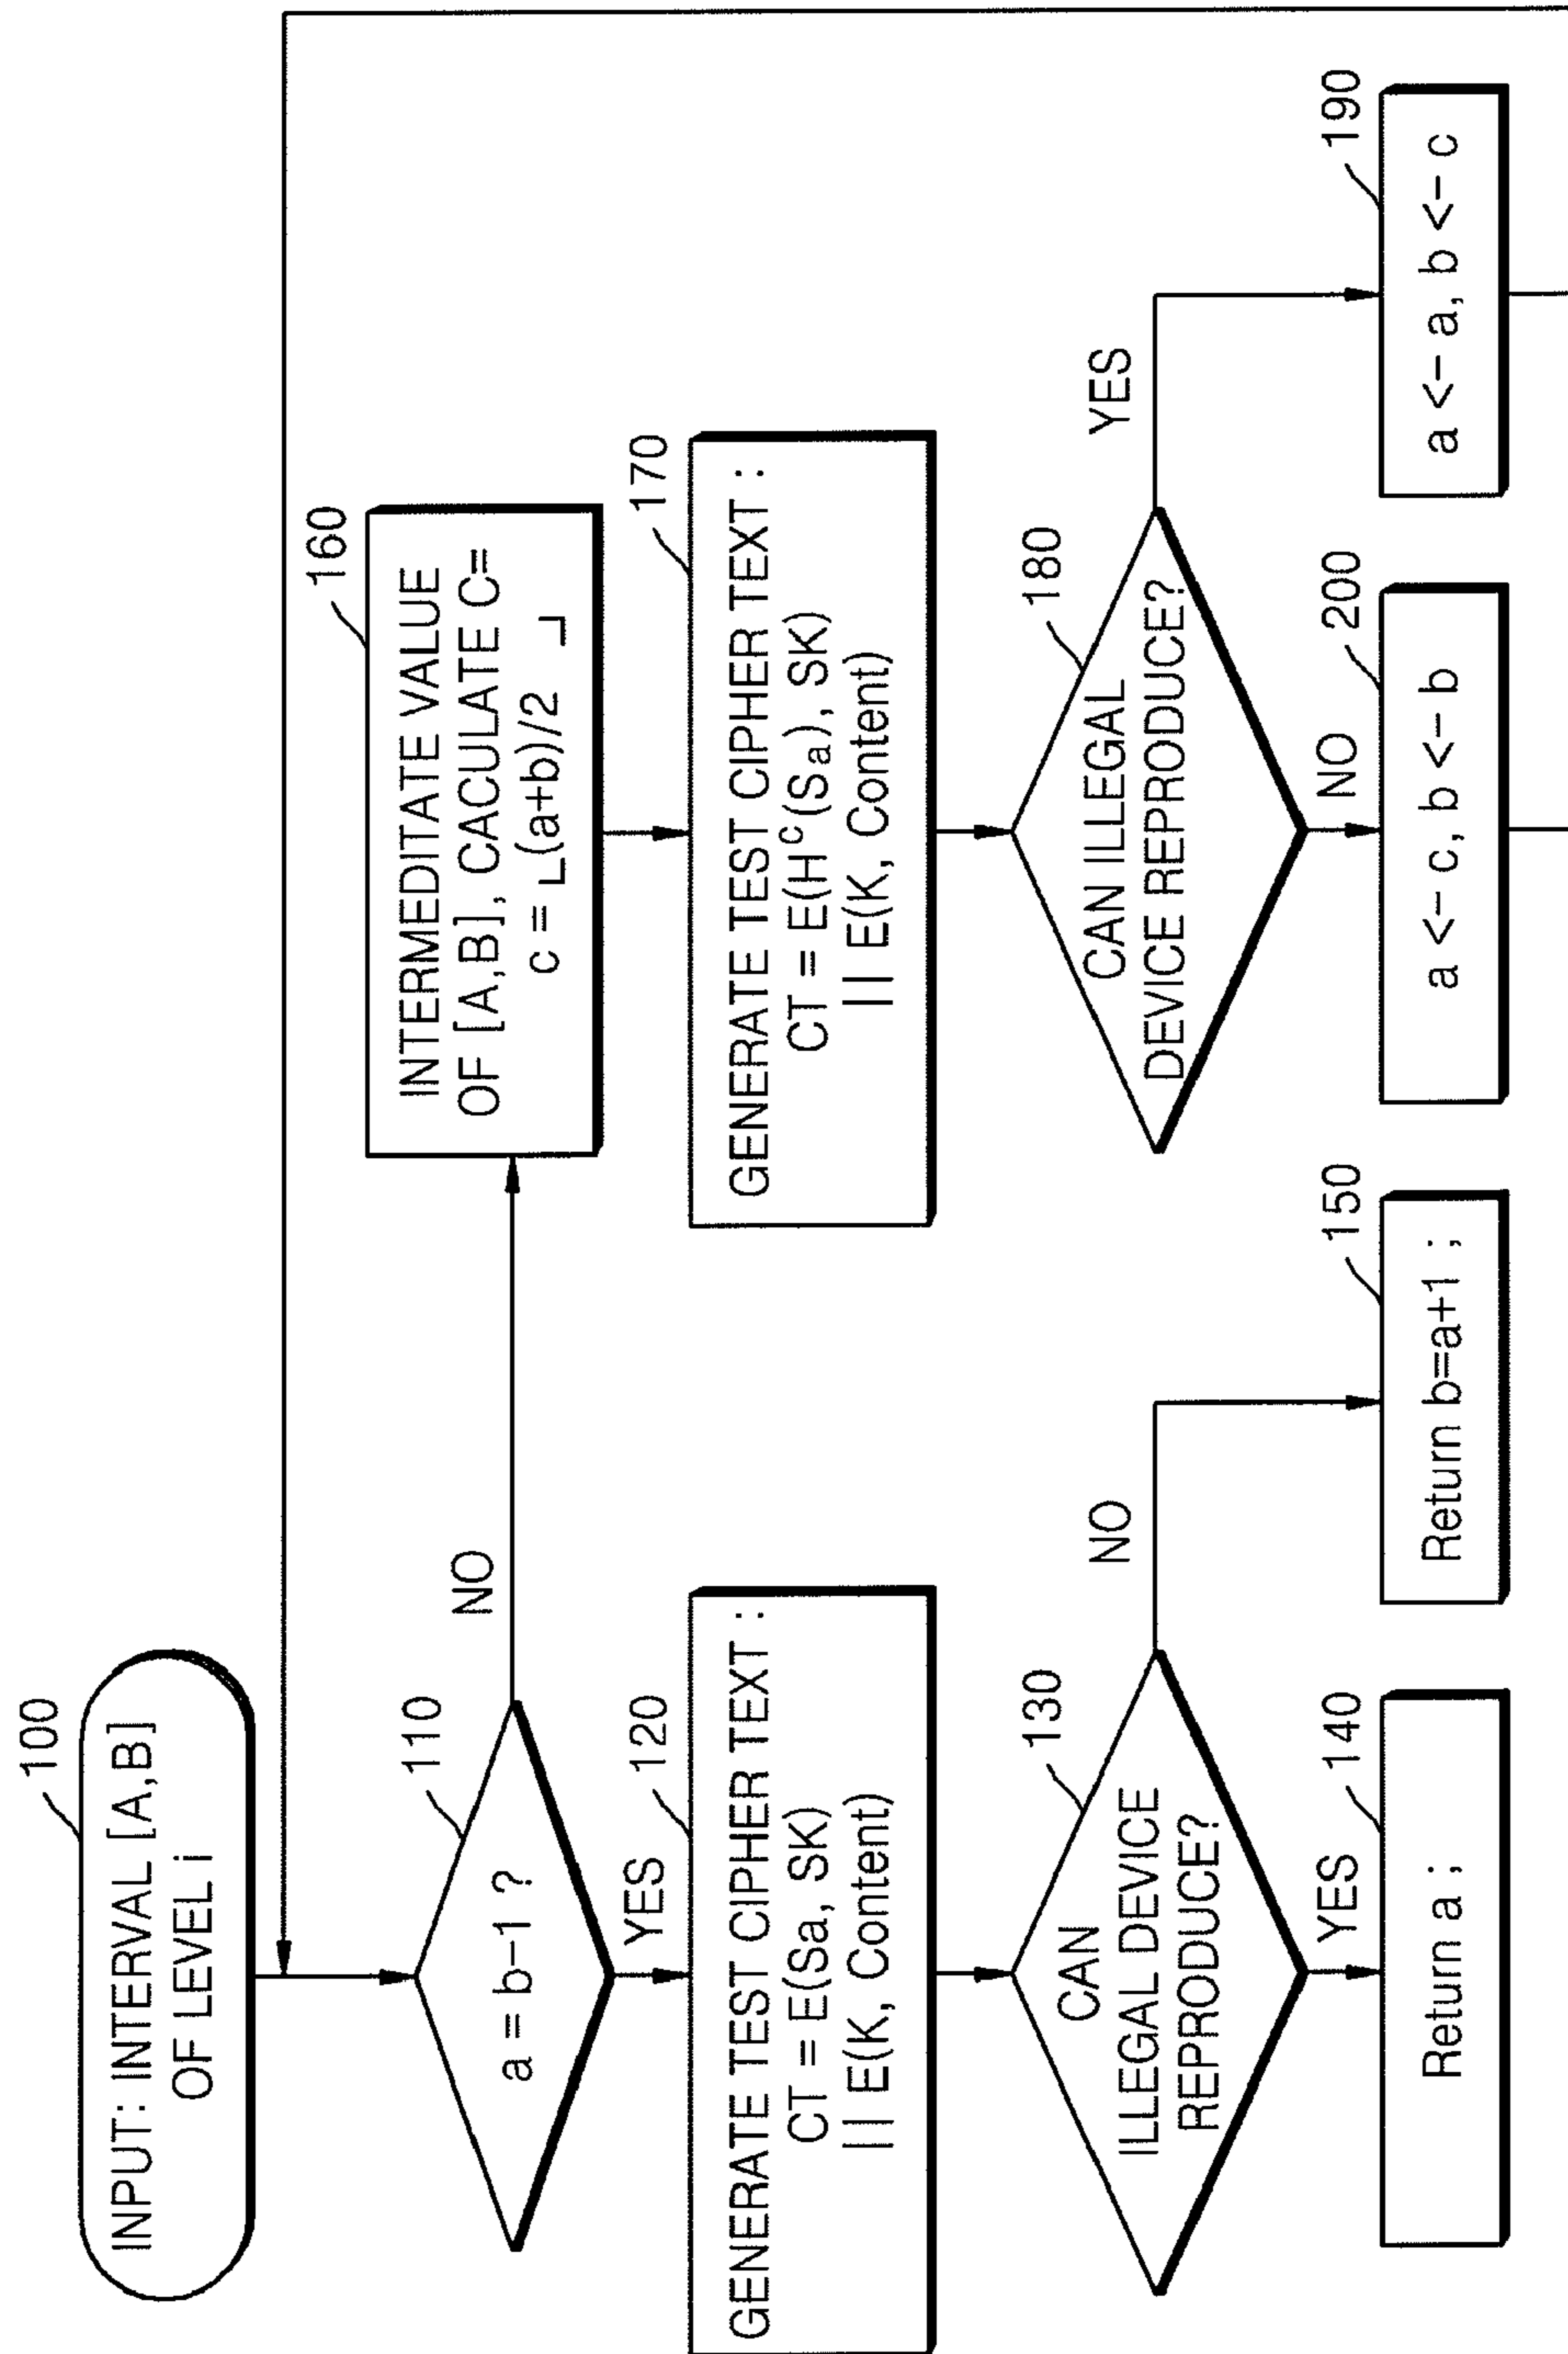 100
INPUT: INTERVAL [A,B]
OF LEVEL i
110
a = b-1 ?
NO
YES
120
GENERATE TEST CIPHER TEXT :
CT = E(Sa, SK)
|| E(K, Content)
130
CAN
ILLEGAL DEVICE
REPRODUCE?
NO
YES
140
Return a ;
150
Return b=a+1 ;
160
INTERMEDITATE VALUE
OF [A,B], CACULATE C=
c = ⌞(a+b)/2 ⌟
170
GENERATE TEST CIPHER TEXT :
CT = E(H^c(Sa), SK)
|| E(K, Content)
180
CAN ILLEGAL
DEVICE REPRODUCE?
YES
NO
190
a <- a, b <- c
200
a <- c, b <- b